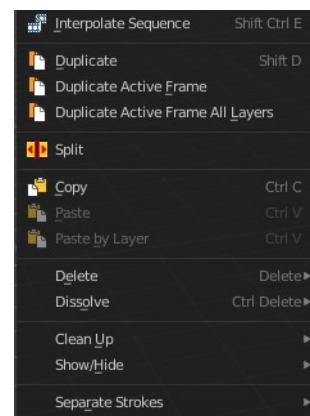 Interpolate Sequence Shift Ctrl E
Duplicate Shift D
Duplicate Active Frame
Duplicate Active Frame All Layers
Split
Copy Ctrl C
Paste Ctrl V
Paste by Layer Ctrl V
Delete Delete
Dissolve Ctrl Delete
Clean Up
Show/Hide
Separate Strokes